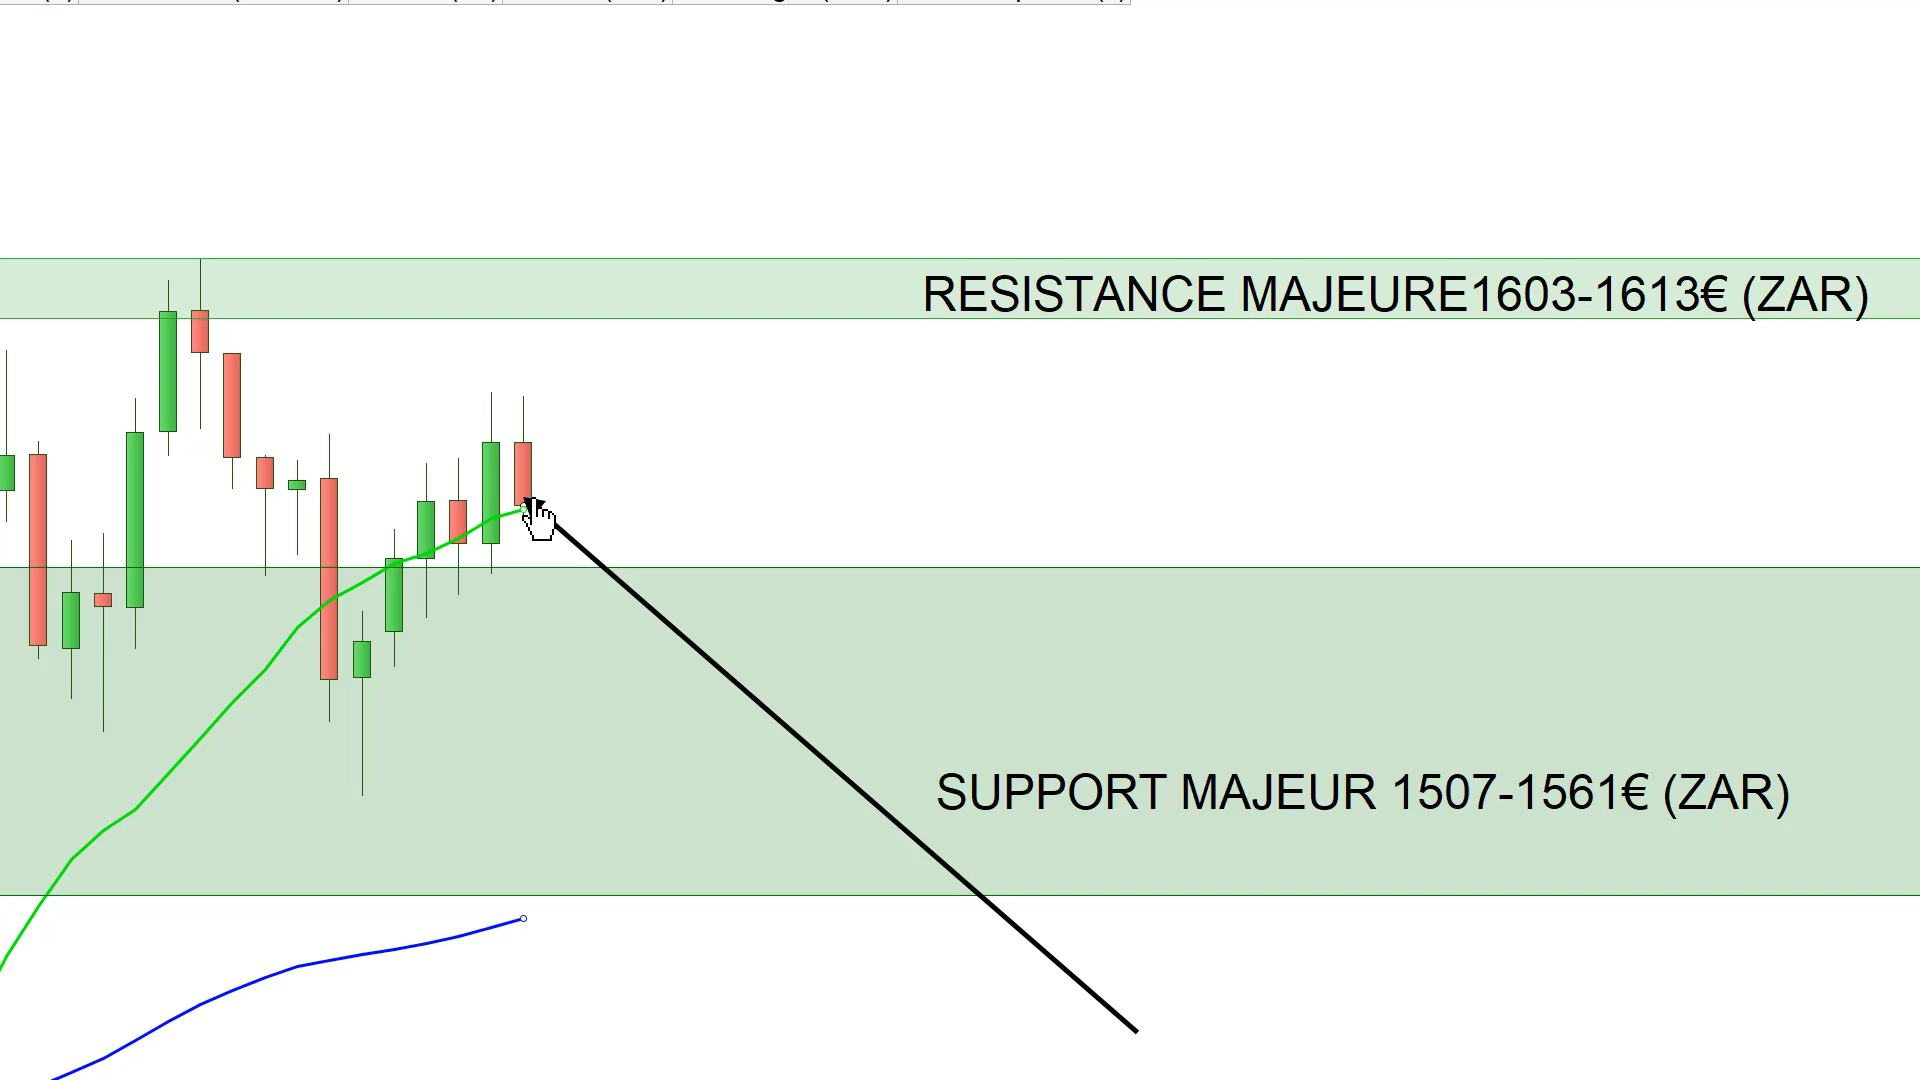 RESISTANCE MAJEURE1603-1613€ (ZAR)
SUPPORT MAJEUR 1507-1561€ (ZAR)